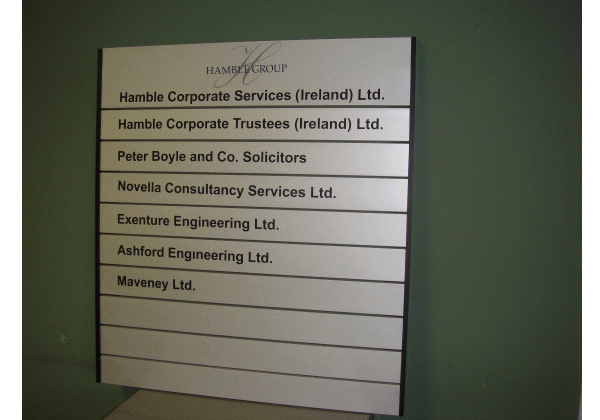 H
HAMBLE GROUP
Hamble Corporate Services (Ireland) Ltd.
Hamble Corporate Trustees (Ireland) Ltd.
Peter Boyle and Co. Solicitors
Novella Consultancy Services Ltd.
Exenture Engineering Ltd.
Ashford Engineering Ltd.
Maveney Ltd.